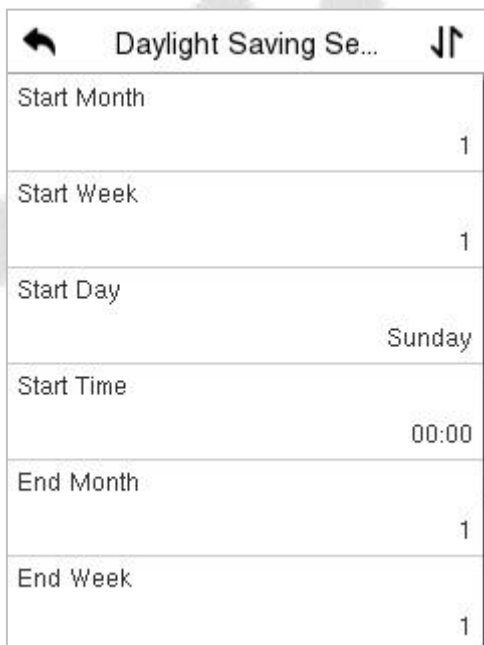 Daylight Saving Se...
Start Month
1
Start Week
1
Start Day
Sunday
Start Time
00:00
End Month
1
End Week
1